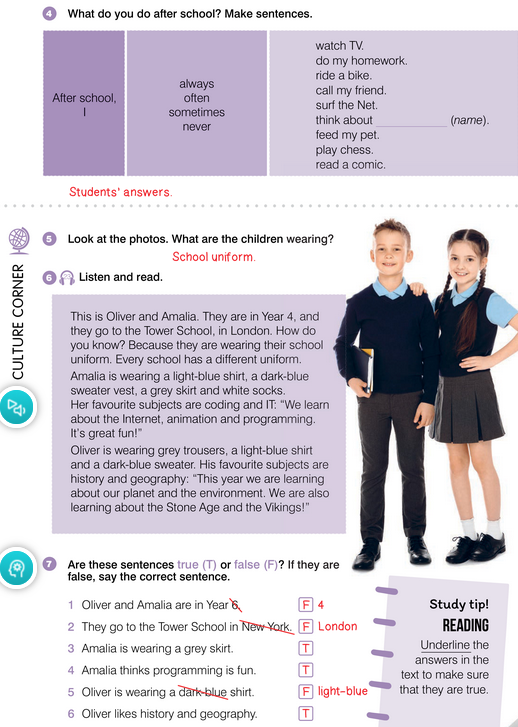 4 What do you do after school? Make sentences.
After school,
I
always
often
sometimes
never
watch TV.
do my homework.
ride a bike.
call my friend.
surf the Net.
think about ____________ (name).
feed my pet.
play chess.
read a comic.
Students' answers.
CULTURE CORNER
5 Look at the photos. What are the children wearing?
School uniform.
6 Listen and read.
This is Oliver and Amalia. They are in Year 4, and
they go to the Tower School, in London. How do
you know? Because they are wearing their school
uniform. Every school has a different uniform.
Amalia is wearing a light-blue shirt, a dark-blue
sweater vest, a grey skirt and white socks.
Her favourite subjects are coding and IT: “We learn
about the Internet, animation and programming.
It’s great fun!”
Oliver is wearing grey trousers, a light-blue shirt
and a dark-blue sweater. His favourite subjects are
history and geography: “This year we are learning
about our planet and the environment. We are also
learning about the Stone Age and the Vikings!”
7 Are these sentences true (T) or false (F)? If they are
false, say the correct sentence.
1 Oliver and Amalia are in Year 6. F 4
2 They go to the Tower School in New York. F London
3 Amalia is wearing a grey skirt. T
4 Amalia thinks programming is fun. T
5 Oliver is wearing a dark-blue shirt. F light-blue
6 Oliver likes history and geography. T
Study tip!
READING
Underline the
answers in the
text to make sure
that they are true.